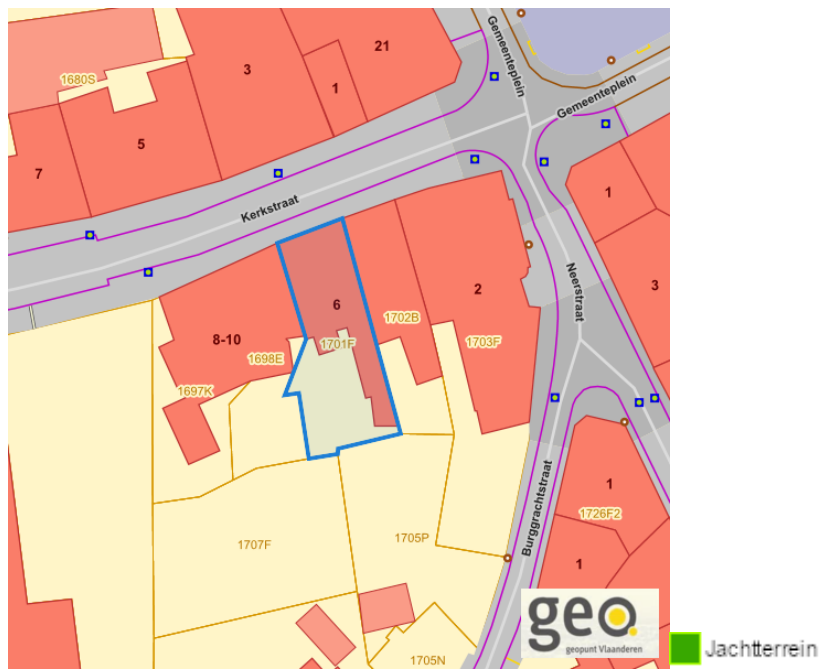 Gemeenteplein
21
3
1
1680S
5
7
Gemeenteplein
Kerkstraat
1
Neerstraat
3
6
2
8-10
1701F
1702B
1703F
1698E
1697K
Burggrachtstraat
1
1726F2
1707F
1705P
1
1705N
geo
geopunt Vlaanderen
Jachtterrein